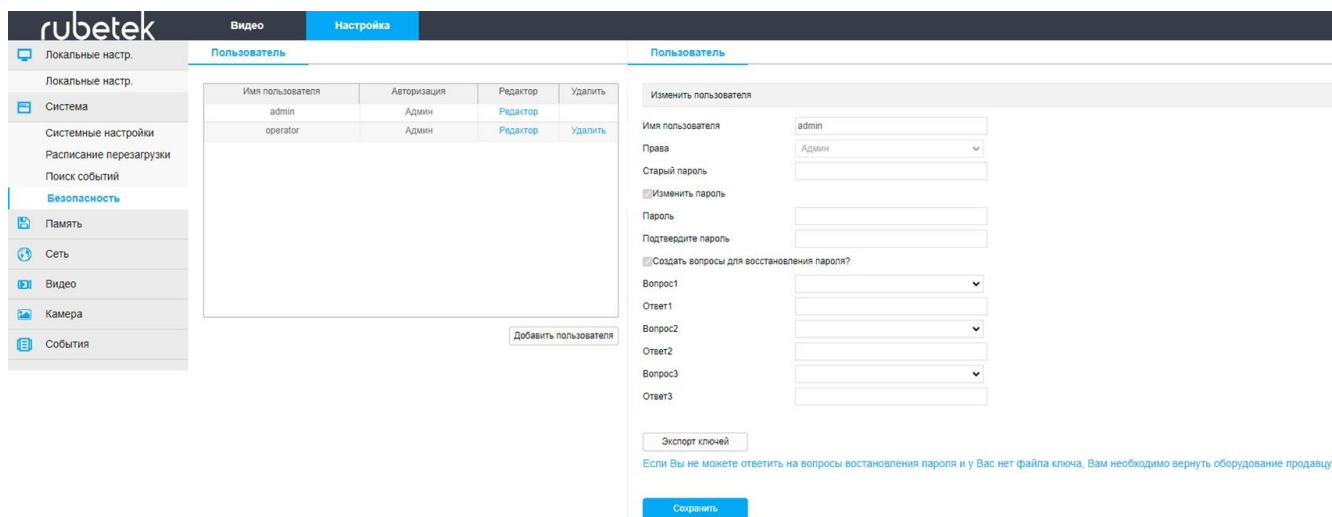 rubetek
Видео Настройка
Локальные настр.
Локальные настр.
Система
Системные настройки
Расписание перезагрузки
Поиск событий
Безопасность
Память
Сеть
Видео
Камера
События
Пользователь
Имя пользователя Авторизация Редактор Удалить
admin Админ Редактор
operator Админ Редактор Удалить
Добавить пользователя
Пользователь
Изменить пользователя
Имя пользователя admin
Права Админ
Старый пароль
Изменить пароль
Пароль
Подтвердите пароль
Создать вопросы для восстановления пароля?
Вопрос1
Ответ1
Вопрос2
Ответ2
Вопрос3
Ответ3
Экспорт ключей
Если Вы не можете ответить на вопросы востановления пароля и у Вас нет файла ключа, Вам необходимо вернуть оборудование продавцу
Сохранить